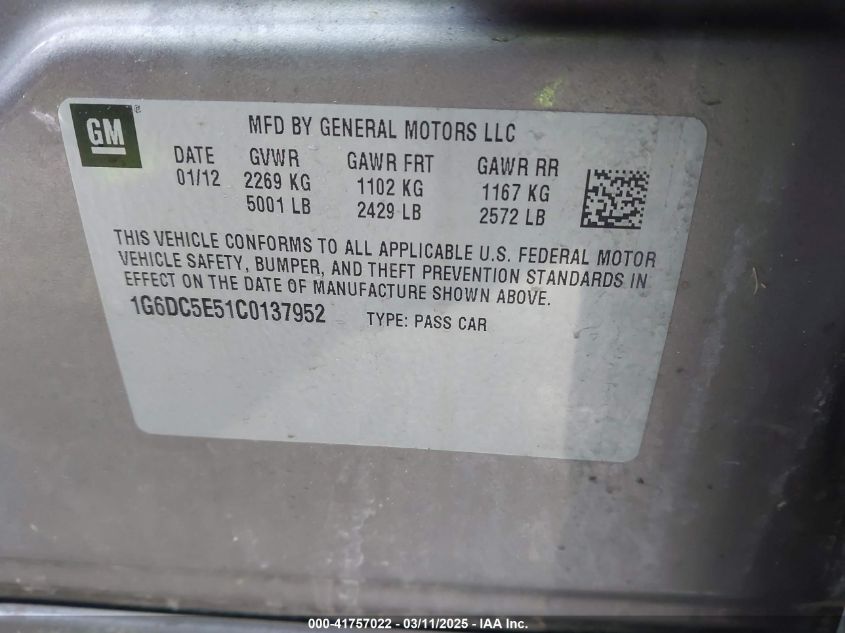 GM®
MFD BY GENERAL MOTORS LLC
DATE GVWR GAWR FRT GAWR RR
01/12 2269 KG 1102 KG 1167 KG
5001 LB 2429 LB 2572 LB
THIS VEHICLE CONFORMS TO ALL APPLICABLE U.S. FEDERAL MOTOR
VEHICLE SAFETY, BUMPER, AND THEFT PREVENTION STANDARDS IN
EFFECT ON THE DATE OF MANUFACTURE SHOWN ABOVE.
1G6DC5E51C0137952 TYPE: PASS CAR
000-41757022 - 03/11/2025 - IAA Inc.